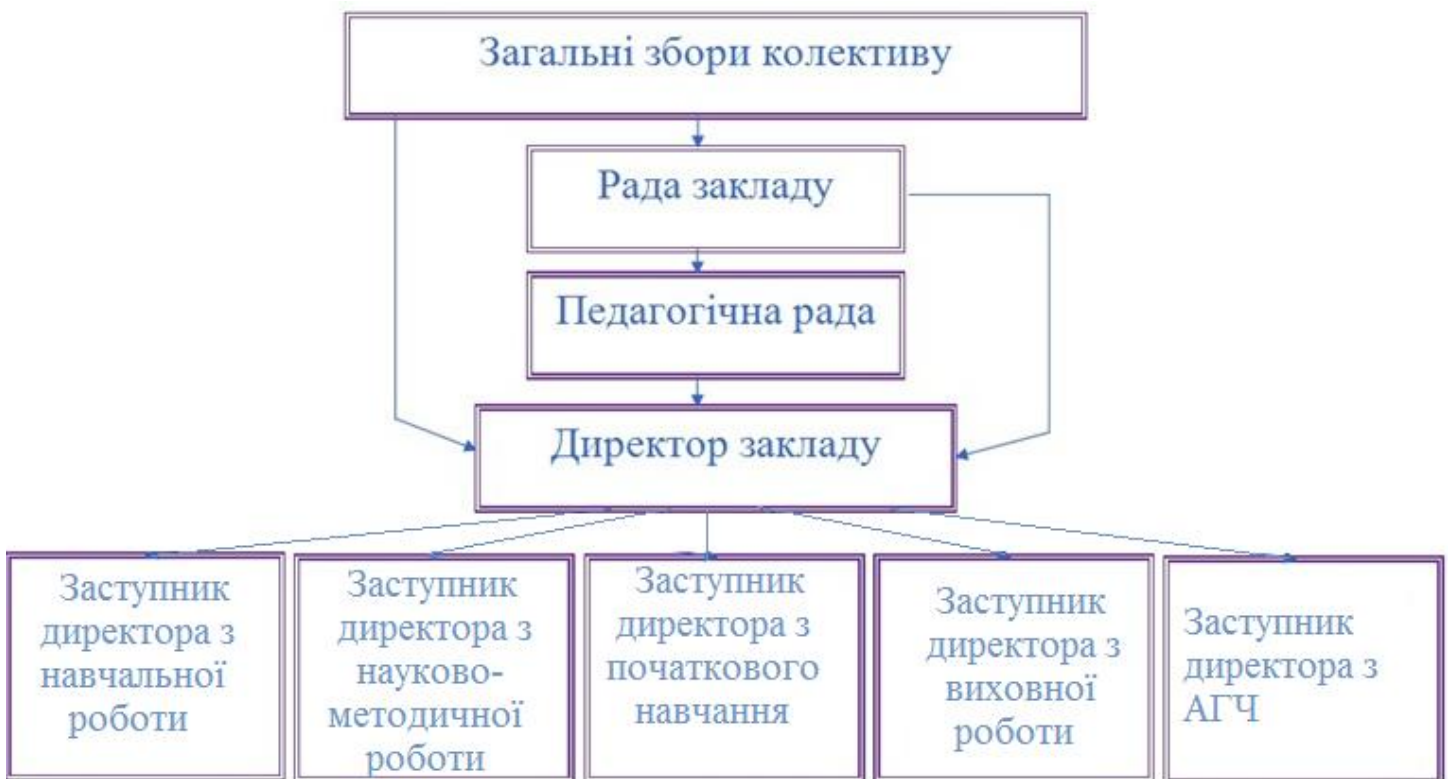 Загальні збори колективу
Рада закладу
Педагогічна рада
Директор закладу
Заступник
директора з
навчальної
роботи
Заступник
директора з
науково-
методичної
роботи
Заступник
директора з
початкового
навчання
Заступник
директора з
виховної
роботи
Заступник
директора з
АГЧ